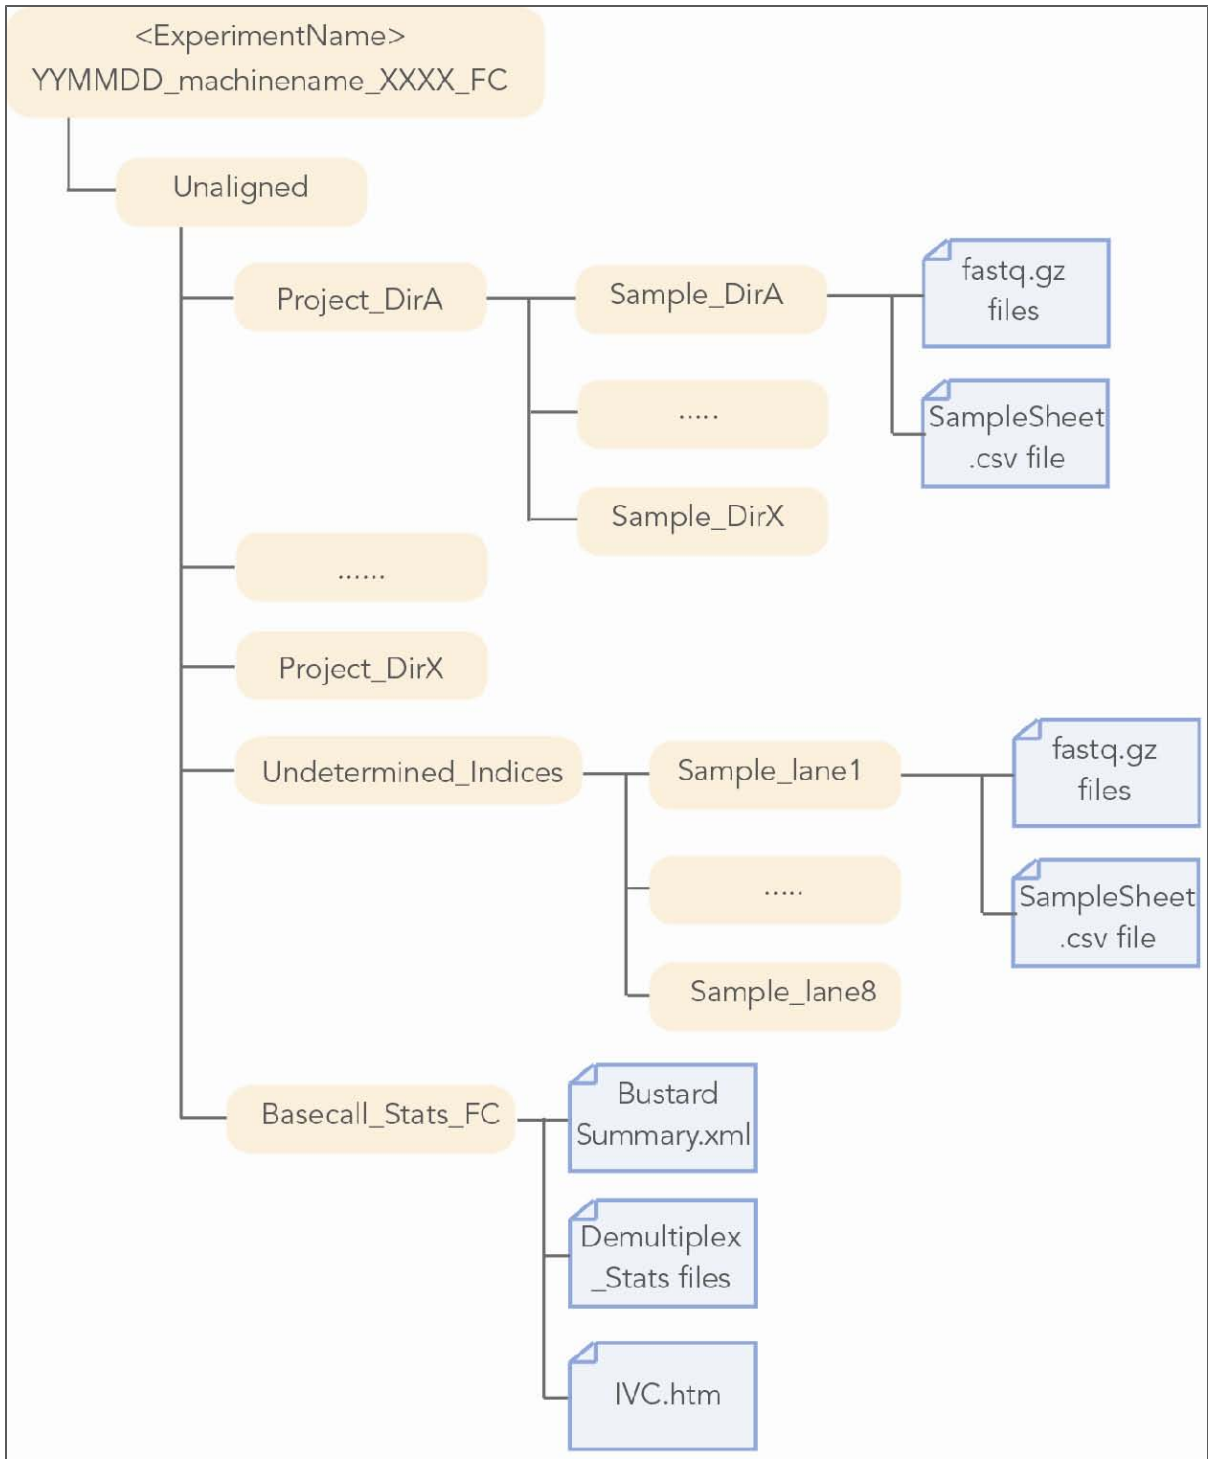 <ExperimentName>
YYMMDD_machinename_XXXX_FC
Unaligned
Project_DirA
Sample_DirA
fastq.gz
files
.....
SampleSheet
.csv file
Sample_DirX
......
Project_DirX
Undetermined_Indices
Sample_lane1
fastq.gz
files
.....
SampleSheet
.csv file
Sample_lane8
Basecall_Stats_FC
Bustard
Summary.xml
Demultiplex
_Stats files
IVC.htm